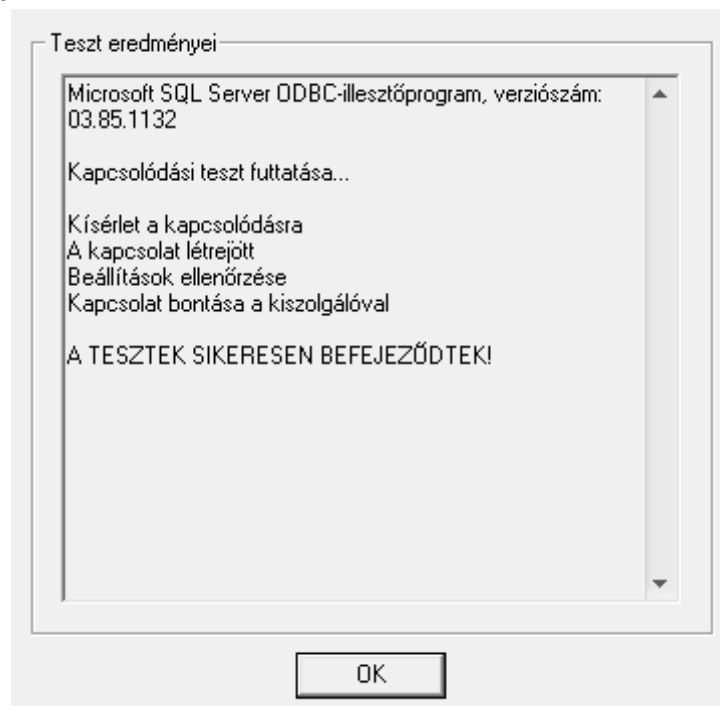 Teszt eredményei
Microsoft SQL Server ODBC-illesztőprogram, verziószám:
03.85.1132
Kapcsolódási teszt futtatása...
Kísérlet a kapcsolódásra
A kapcsolat létrejött
Beállítások ellenőrzése
Kapcsolat bontása a kiszolgálóval
A TESZTEK SIKERESEN BEFEJEZŐDTEK!
OK